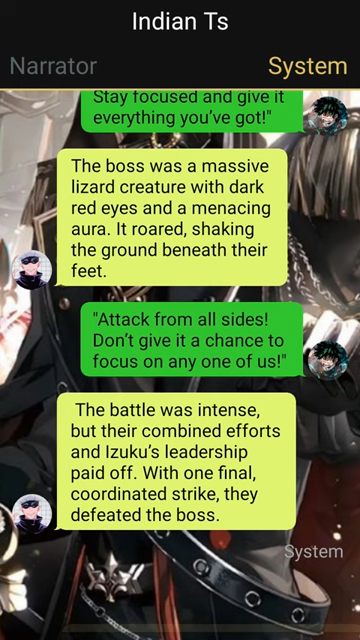 Indian Ts
Narrator
System
Stay focused and give it
everything you've got!"
The boss was a massive
lizard creature with dark
red eyes and a menacing
aura. It roared, shaking
the ground beneath their
feet.
"Attack from all sides!
Don't give it a chance to
focus on any one of us!"
The battle was intense,
but their combined efforts
and Izuku's leadership
paid off. With one final,
coordinated strike, they
defeated the boss.
System